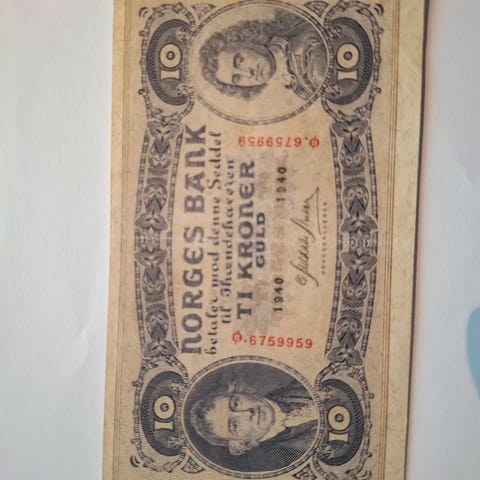 10
10
NORGES BANK
betaler mod denne Seddel
til Ihændehaveren
TI KRONER
GULD
1940
1940
Ø.6759959
Ø.6759959
HOVEDKASSERER
10
10